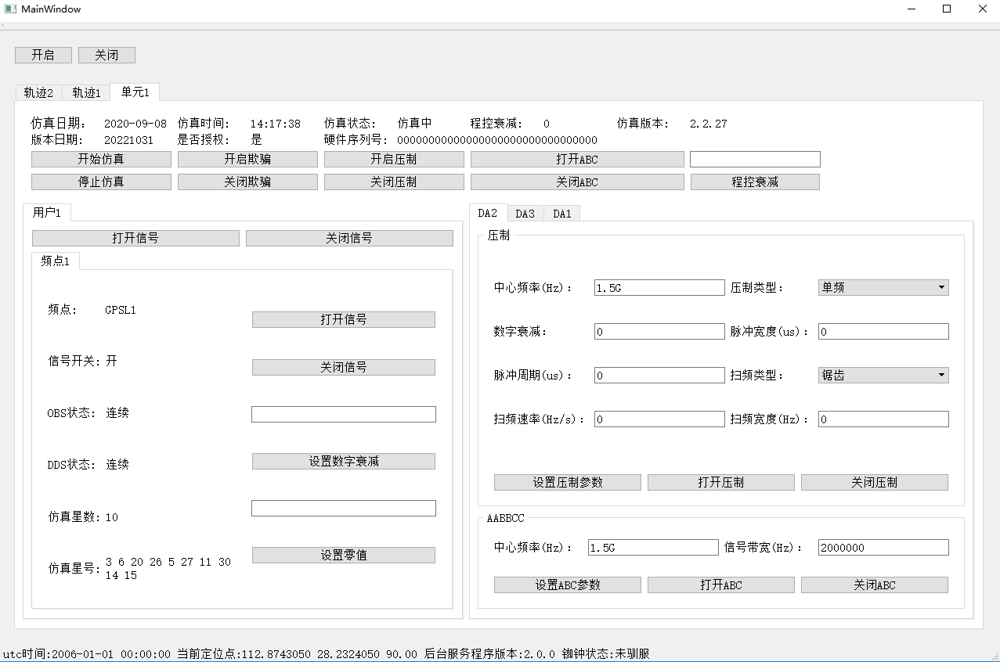 MainWindow
开启 关闭
轨迹2 轨迹1 单元1
仿真日期: 2020-09-08 仿真时间: 14:17:38 仿真状态: 仿真中 程控衰减: 0 仿真版本: 2.2.27
版本日期: 20221031 是否授权: 是 硬件序列号: 00000000000000000000000000000000
开始仿真 开启欺骗 开启压制 打开ABC
停止仿真 关闭欺骗 关闭压制 关闭ABC 程控衰减
用户1
打开信号 关闭信号
频点1
频点: GPSL1
打开信号
信号开关: 开
关闭信号
OBS状态: 连续
DDS状态: 连续
设置数字衰减
仿真星数: 10
仿真星号: 3 6 20 26 5 27 11 30
14 15
设置零值
DA2 DA3 DA1
压制
中心频率(Hz): 1.5G 压制类型: 单频
数字衰减: 0 脉冲宽度(us): 0
脉冲周期(us): 0 扫频类型: 锯齿
扫频速率(Hz/s): 0 扫频宽度(Hz): 0
设置压制参数 打开压制 关闭压制
AABBCC
中心频率(Hz): 1.5G 信号带宽(Hz): 2000000
设置ABC参数 打开ABC 关闭ABC
utc时间:2006-01-01 00:00:00 当前定位点:112.8743050 28.2324050 90.00 后台服务程序版本:2.0.0 铷钟状态:未驯服